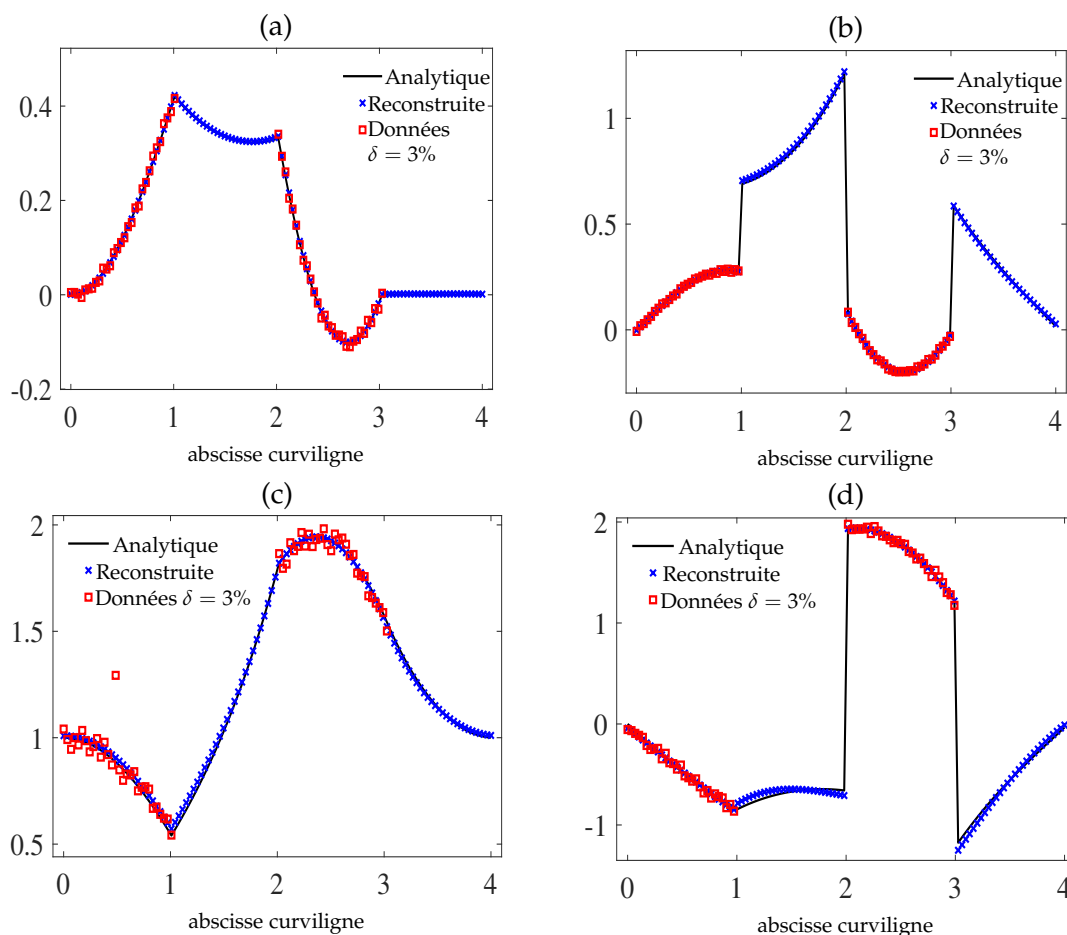 (a)
Analytique
Reconstruite
Données
δ = 3%
0.4
0.2
0
-0.2
0 1 2 3 4
abscisse curviligne
(b)
Analytique
Reconstruite
Données
δ = 3%
1
0.5
0
0 1 2 3 4
abscisse curviligne
(c)
Analytique
Reconstruite
Données δ = 3%
2
1.5
1
0.5
0 1 2 3 4
abscisse curviligne
(d)
Analytique
Reconstruite
Données δ = 3%
2
1
0
-1
0 1 2 3 4
abscisse curviligne